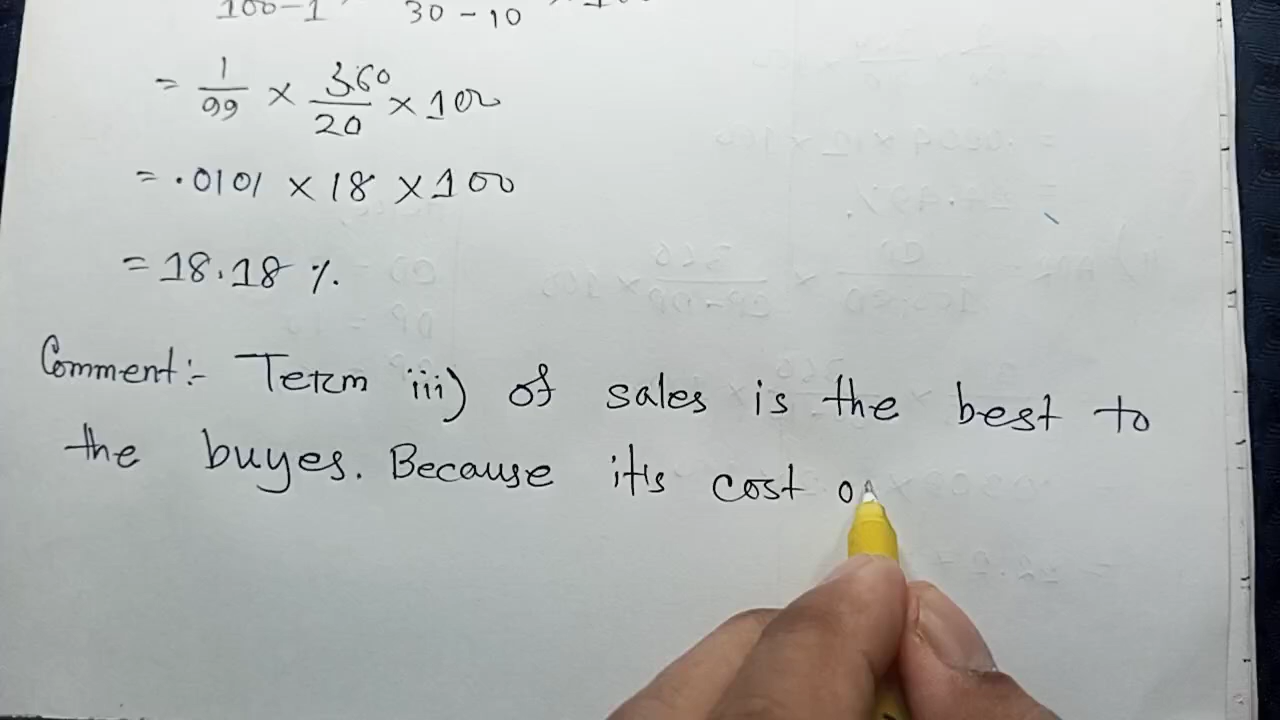 100-1 30-10
= 1/99 × 360/20 × 100
= .0101 × 18 × 100
= 18.18 %.
Comment:- Term iii) of sales is the best to
the buyes. Because it's cost o